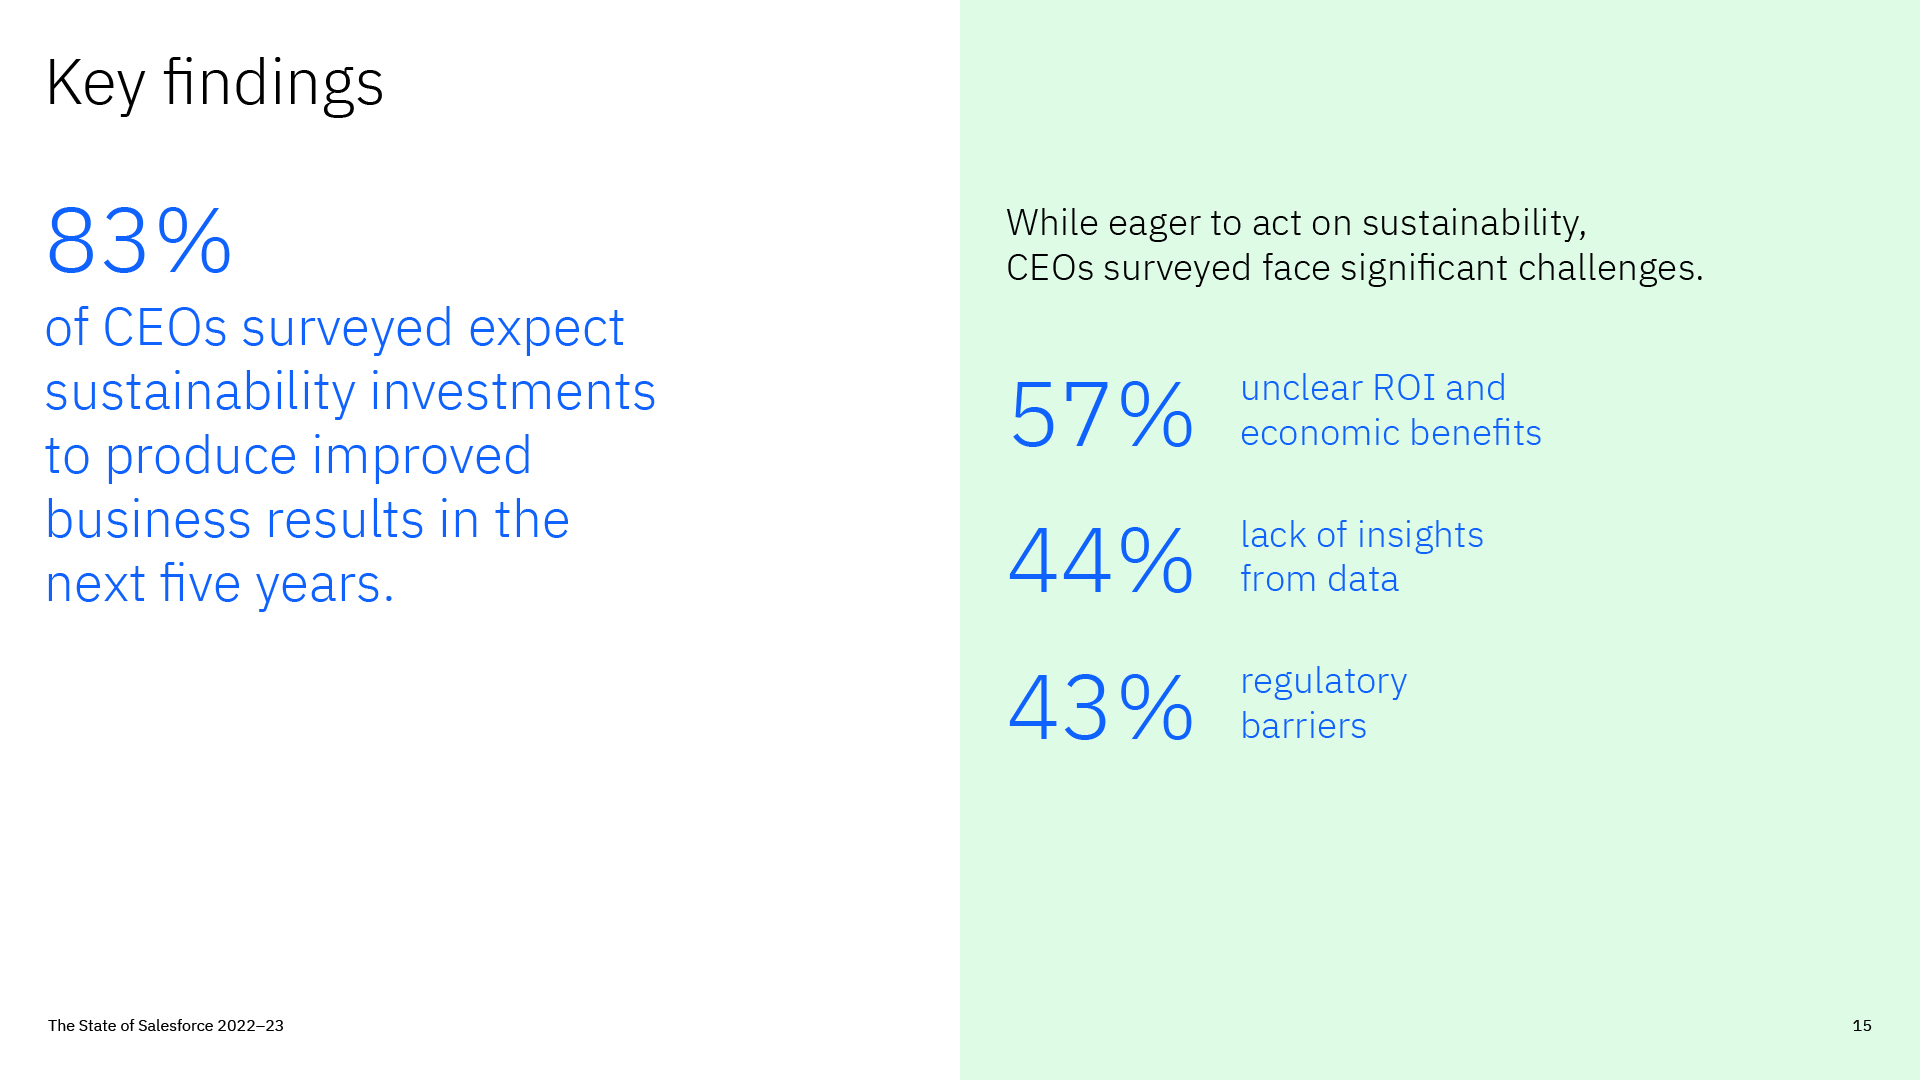 Key findings
83%
of CEOs surveyed expect
sustainability investments
to produce improved
business results in the
next five years.
While eager to act on sustainability,
CEOs surveyed face significant challenges.
57%
unclear ROI and
economic benefits
44%
lack of insights
from data
43%
regulatory
barriers
The State of Salesforce 2022–23
15